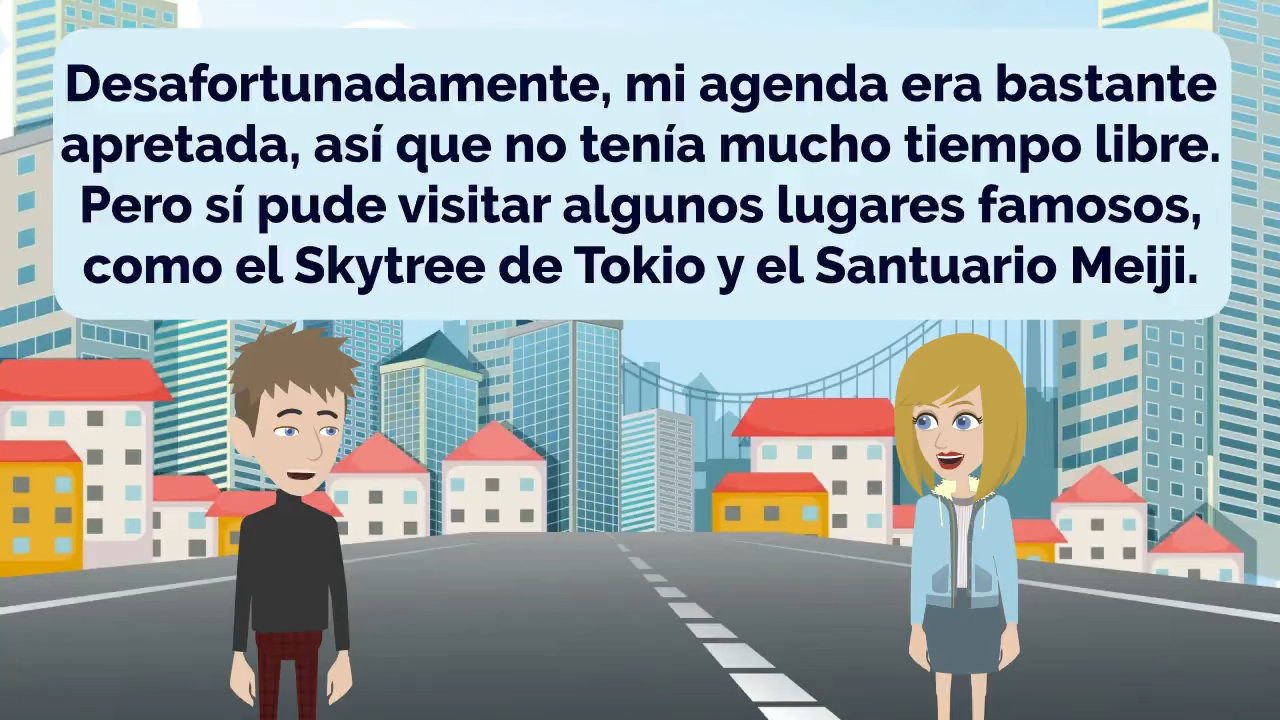 Desafortunadamente, mi agenda era bastante
apretada, así que no tenía mucho tiempo libre.
Pero sí pude visitar algunos lugares famosos,
como el Skytree de Tokio y el Santuario Meiji.